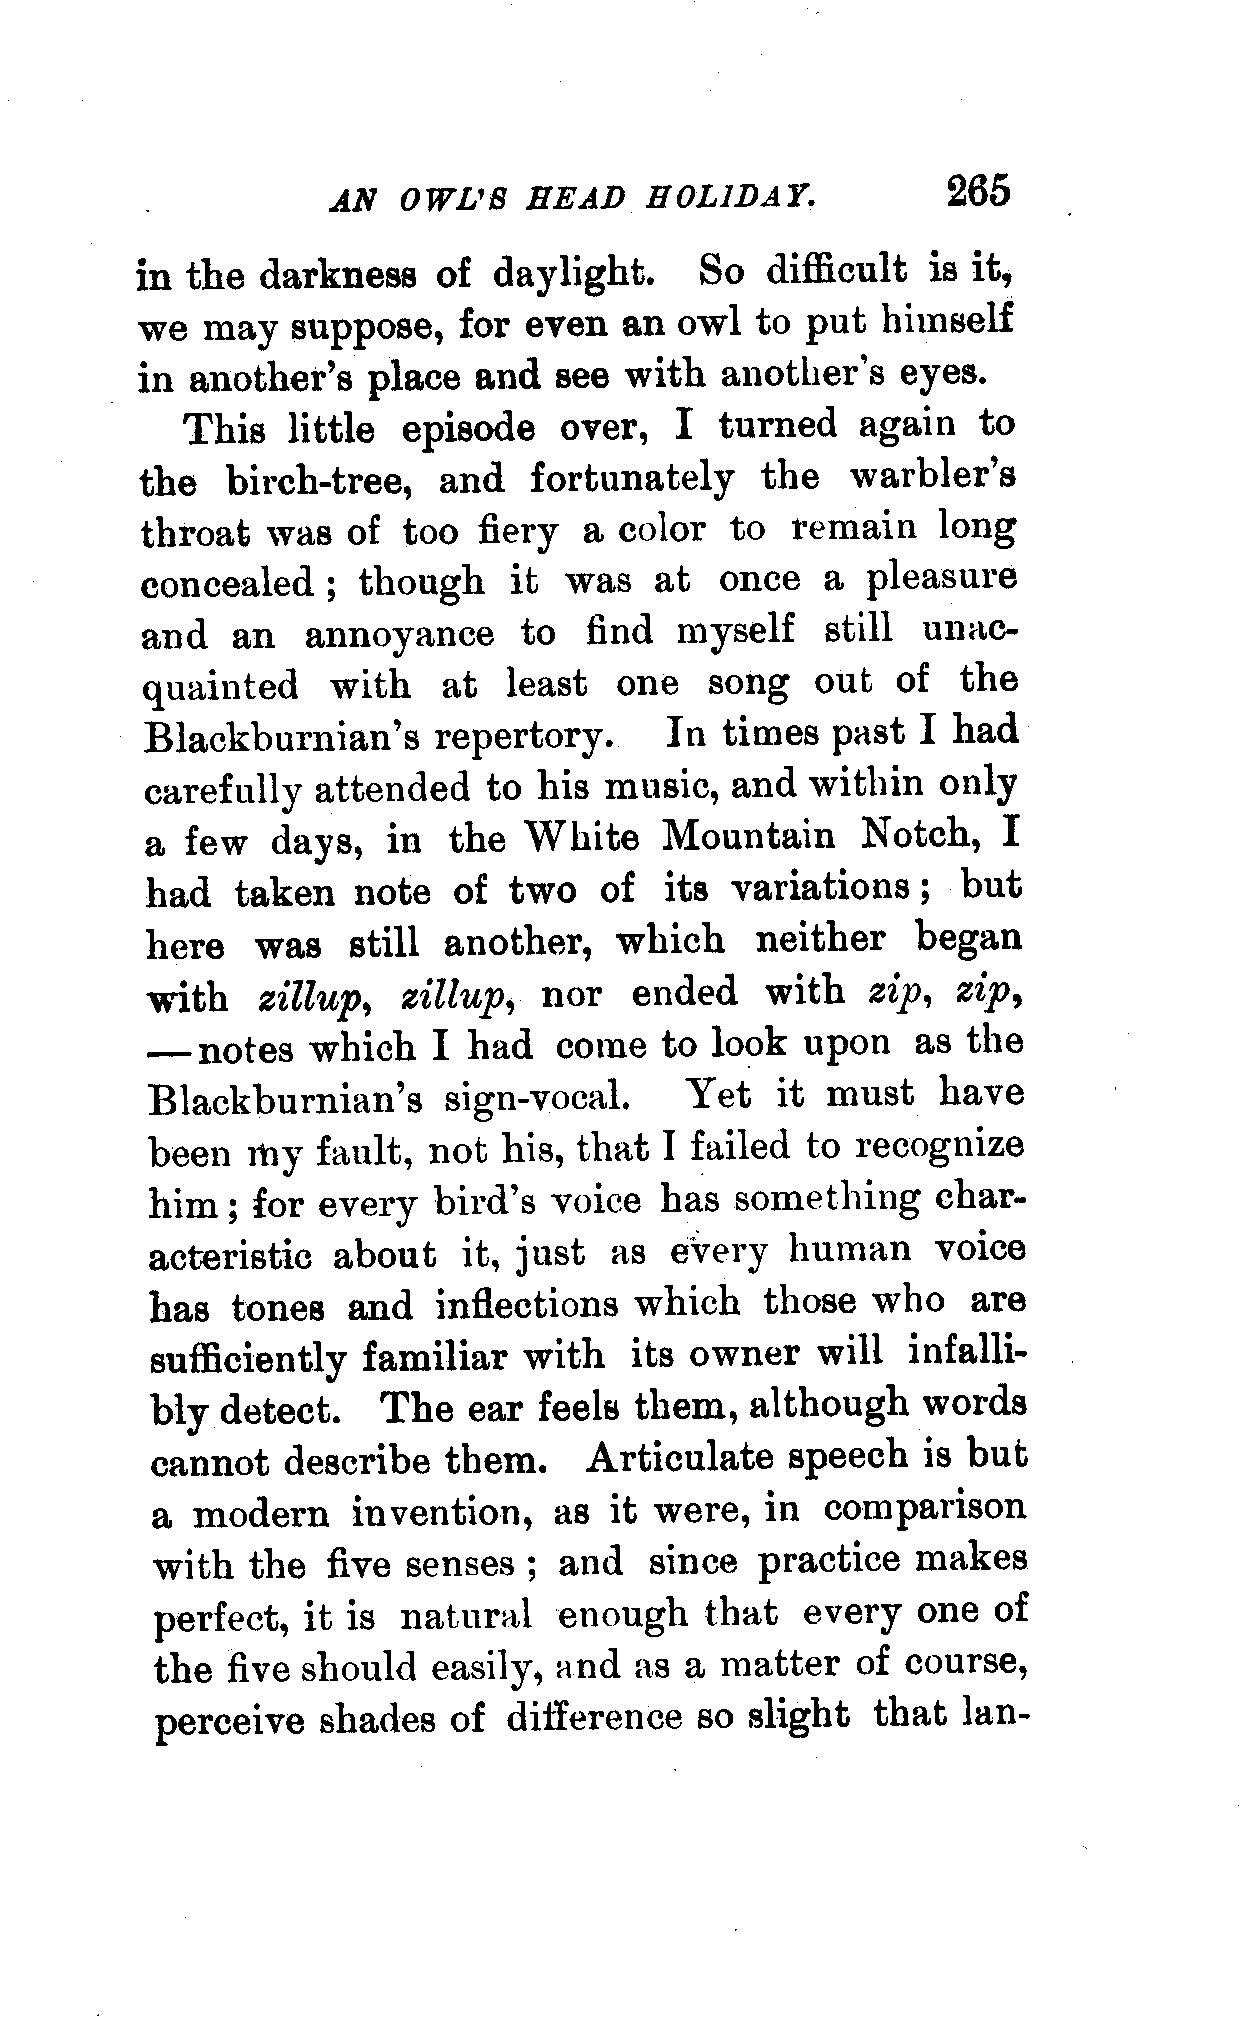 AN OWL'S HEAD HOLIDAY. 265
in the darkness of daylight. So difficult is it,
we may suppose, for even an owl to put himself
in another's place and see with another's eyes.
This little episode over, I turned again to
the birch-tree, and fortunately the warbler's
throat was of too fiery a color to remain long
concealed ; though it was at once a pleasure
and an annoyance to find myself still unac-
quainted with at least one song out of the
Blackburnian's repertory. In times past I had
carefully attended to his music, and within only
a few days, in the White Mountain Notch, I
had taken note of two of its variations ; but
here was still another, which neither began
with zillup, zillup, nor ended with zip, zip,
—notes which I had come to look upon as the
Blackburnian's sign-vocal. Yet it must have
been my fault, not his, that I failed to recognize
him ; for every bird's voice has something char-
acteristic about it, just as every human voice
has tones and inflections which those who are
sufficiently familiar with its owner will infalli-
bly detect. The ear feels them, although words
cannot describe them. Articulate speech is but
a modern invention, as it were, in comparison
with the five senses ; and since practice makes
perfect, it is natural enough that every one of
the five should easily, and as a matter of course,
perceive shades of difference so slight that lan-